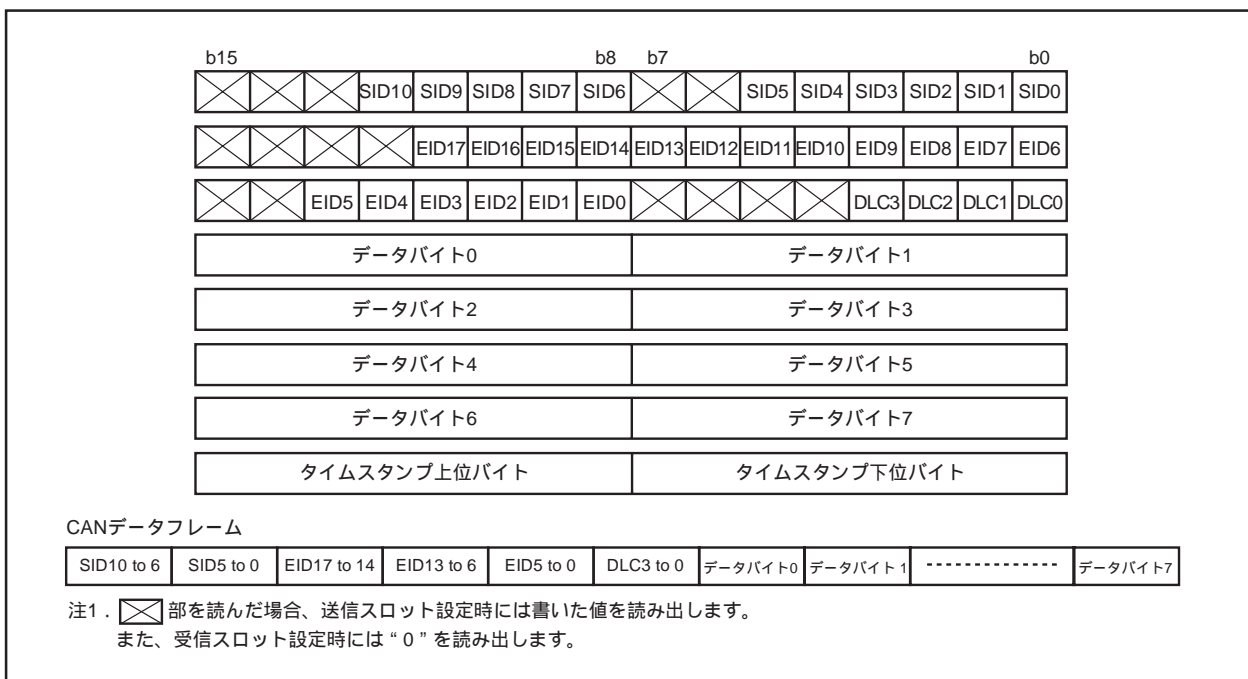 b15 b8 b7 b0
SID10 SID9 SID8 SID7 SID6 SID5 SID4 SID3 SID2 SID1 SID0
EID17 EID16 EID15 EID14 EID13 EID12 EID11 EID10 EID9 EID8 EID7 EID6
EID5 EID4 EID3 EID2 EID1 EID0 DLC3 DLC2 DLC1 DLC0
データバイト0 データバイト1
データバイト2 データバイト3
データバイト4 データバイト5
データバイト6 データバイト7
タイムスタンプ上位バイト タイムスタンプ下位バイト
CANデータフレーム
SID10 to 6 SID5 to 0 EID17 to 14 EID13 to 6 EID5 to 0 DLC3 to 0 データバイト0 データバイト1 データバイト7
注1. 部を読んだ場合、送信スロット設定時には書いた値を読み出します。
また、受信スロット設定時には“0”を読み出します。